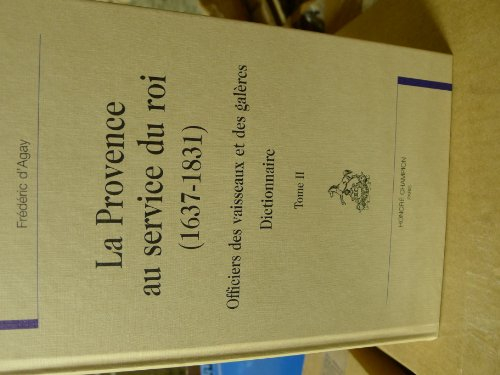 Frédéric d'Agay
La Provence
au service du roi
(1637-1831)
Officiers des vaisseaux et des galères
Dictionnaire
Tome II
HONORÉ CHAMPION
PARIS